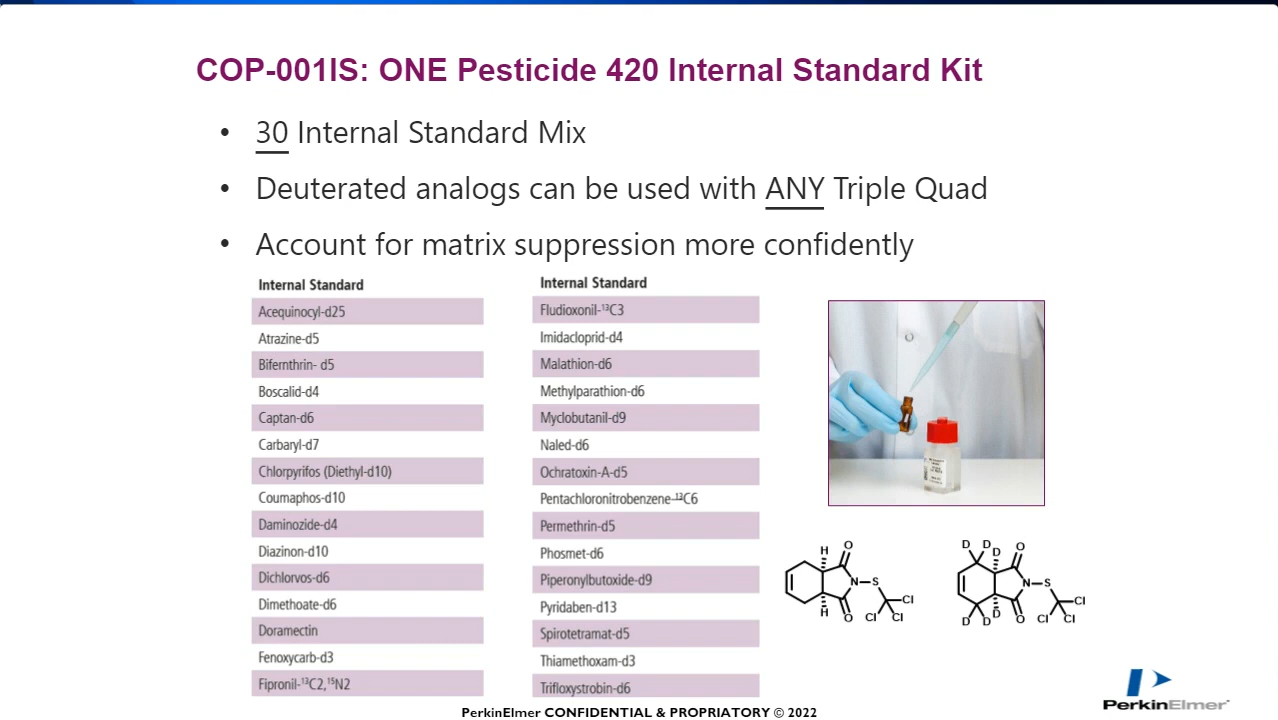 COP-001IS: ONE Pesticide 420 Internal Standard Kit
• 30 Internal Standard Mix
• Deuterated analogs can be used with ANY Triple Quad
• Account for matrix suppression more confidently
Internal Standard
Acequinocyl-d25
Atrazine-d5
Bifernthrin- d5
Boscalid-d4
Captan-d6
Carbaryl-d7
Chlorpyrifos (Diethyl-d10)
Coumaphos-d10
Daminozide-d4
Diazinon-d10
Dichlorvos-d6
Dimethoate-d6
Doramectin
Fenoxycarb-d3
Fipronil-¹³C2,¹⁵N2
Internal Standard
Fludioxonil-¹³C3
Imidacloprid-d4
Malathion-d6
Methylparathion-d6
Myclobutanil-d9
Naled-d6
Ochratoxin-A-d5
Pentachloronitrobenzene-¹³C6
Permethrin-d5
Phosmet-d6
Piperonylbutoxide-d9
Pyridaben-d13
Spirotetramat-d5
Thiamethoxam-d3
Trifloxystrobin-d6
H O
N S
H O Cl Cl Cl
D D D O
N S
D D D O Cl Cl Cl
PerkinElmer
PerkinElmer CONFIDENTIAL & PROPRIATORY © 2022